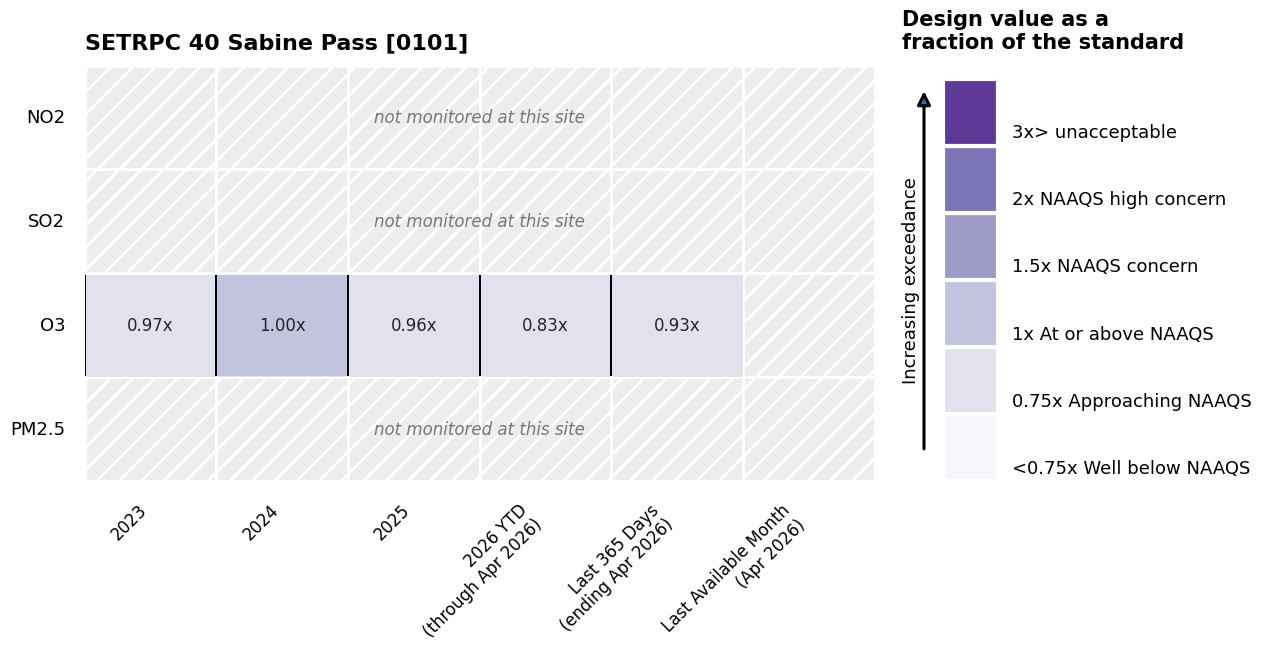 SETRPC 40 Sabine Pass [0101]
NO2
not monitored at this site
SO2
not monitored at this site
O3
0.97x
1.00x
0.96x
0.83x
0.93x
PM2.5
not monitored at this site
2023
2024
2025
2026 YTD
(through Apr 2026)
Last 365 Days
(ending Apr 2026)
Last Available Month
(Apr 2026)
Design value as a
fraction of the standard
Increasing exceedance
3x> unacceptable
2x NAAQS high concern
1.5x NAAQS concern
1x At or above NAAQS
0.75x Approaching NAAQS
<0.75x Well below NAAQS